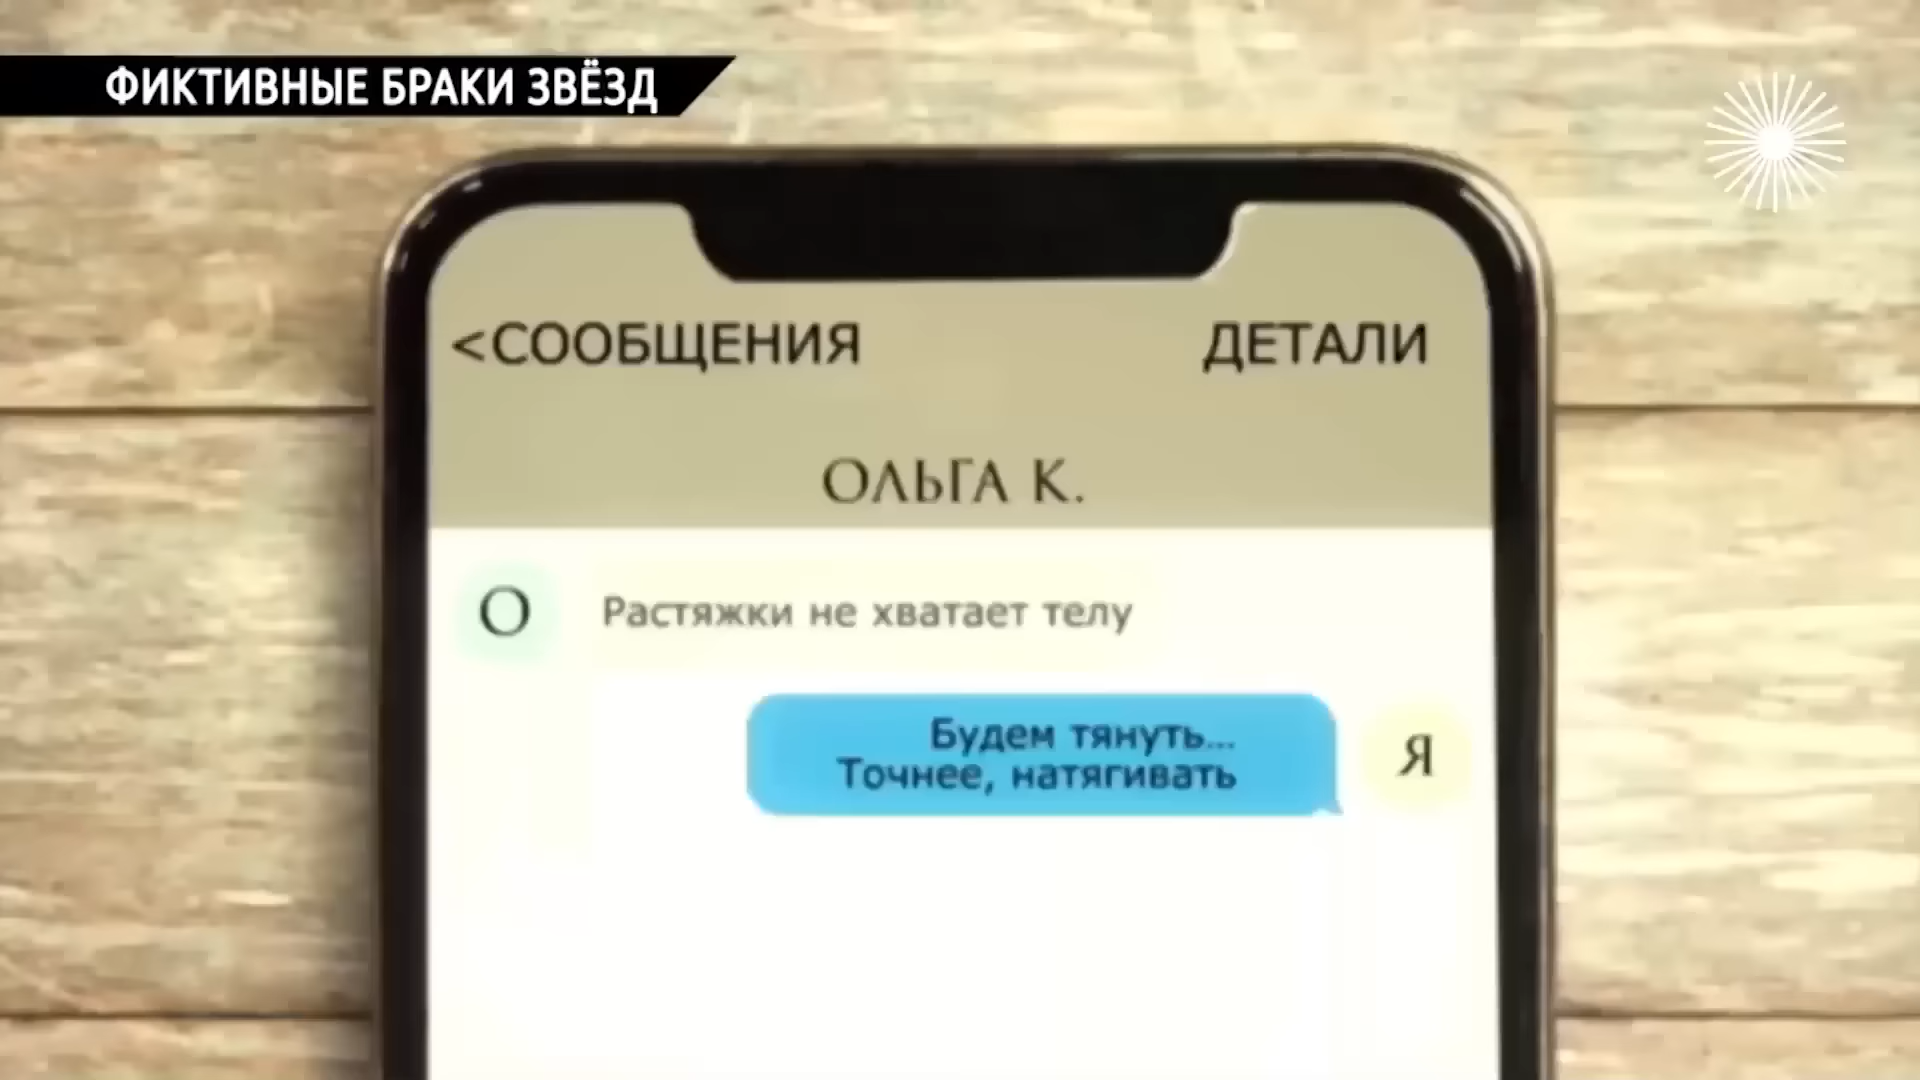 ФИКТИВНЫЕ БРАКИ ЗВЁЗД
<СООБЩЕНИЯ
ДЕТАЛИ
ОЛЬГА К.
О
Растяжки не хватает телу
Будем тянуть...
Точнее, натягивать
Я